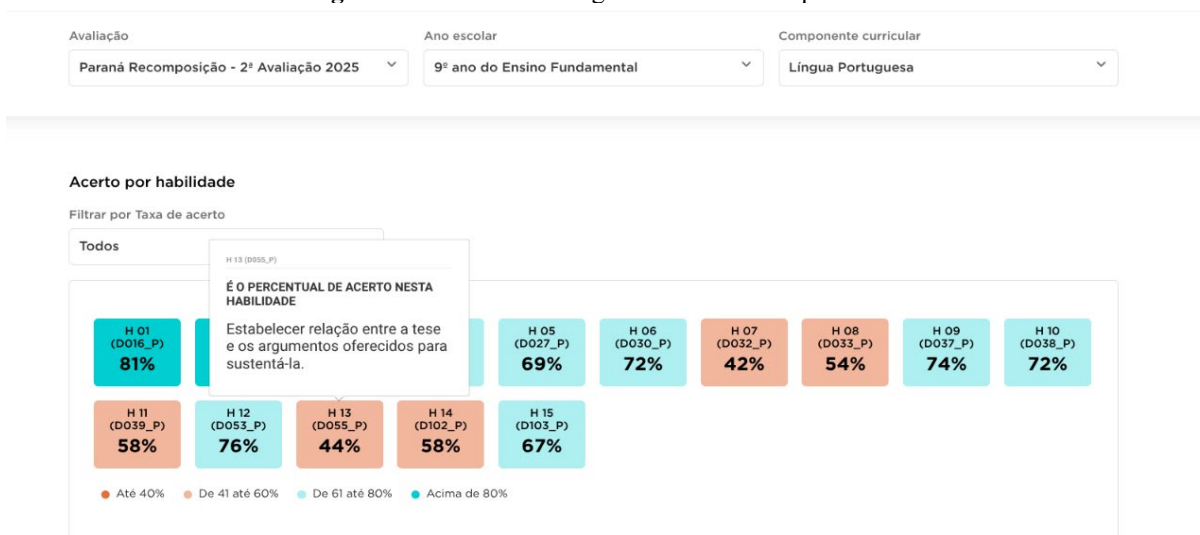 Avaliação
Ano escolar
Componente curricular
Paraná Recomposição - 2ª Avaliação 2025
9º ano do Ensino Fundamental
Língua Portuguesa
Acerto por habilidade
Filtrar por Taxa de acerto
Todos
H 13 (D055_P)
É O PERCENTUAL DE ACERTO NESTA
HABILIDADE
Estabelecer relação entre a tese
e os argumentos oferecidos para
sustentá-la.
H 01
(D016_P)
81%
H 05
(D027_P)
69%
H 06
(D030_P)
72%
H 07
(D032_P)
42%
H 08
(D033_P)
54%
H 09
(D037_P)
74%
H 10
(D038_P)
72%
H 11
(D039_P)
58%
H 12
(D053_P)
76%
H 13
(D055_P)
44%
H 14
(D102_P)
58%
H 15
(D103_P)
67%
Até 40%
De 41 até 60%
De 61 até 80%
Acima de 80%